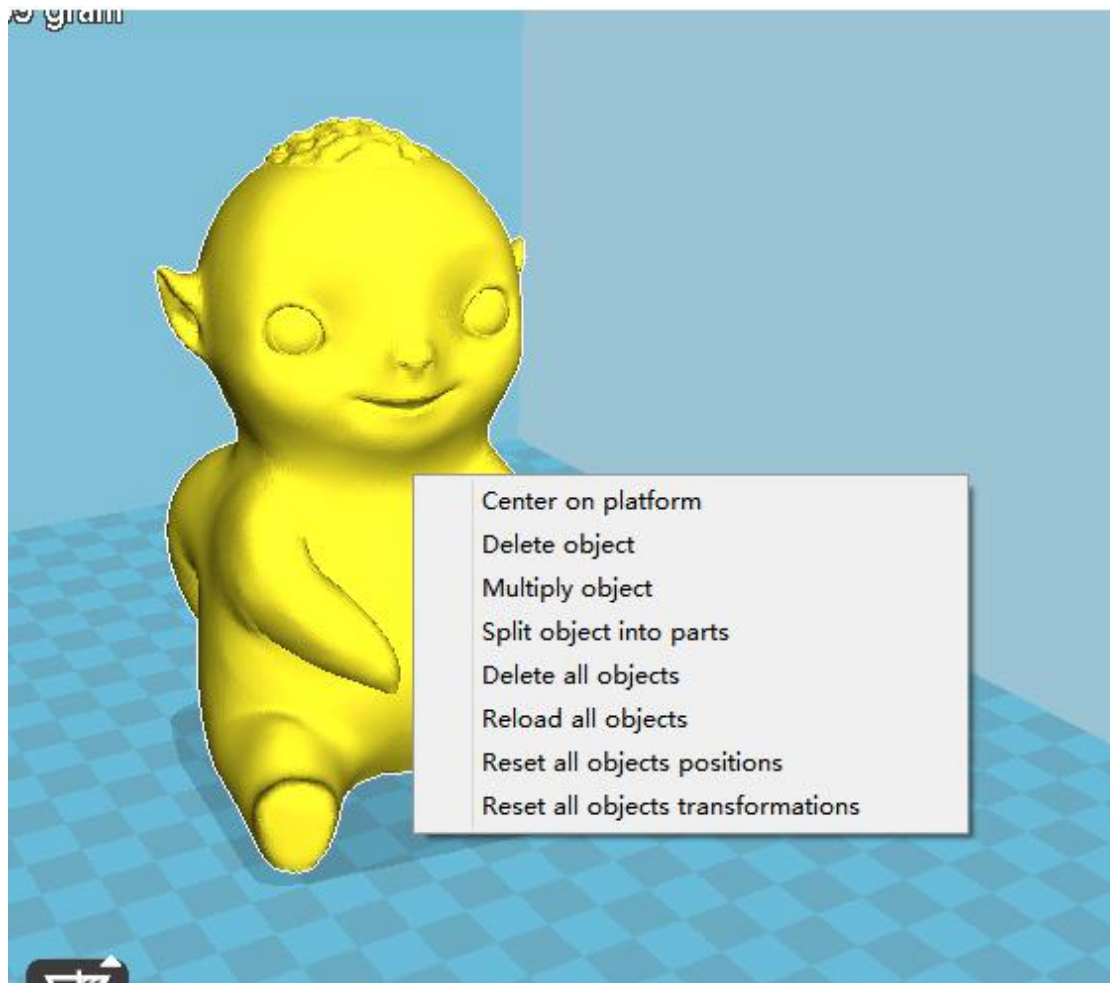 gram
Center on platform
Delete object
Multiply object
Split object into parts
Delete all objects
Reload all objects
Reset all objects positions
Reset all objects transformations